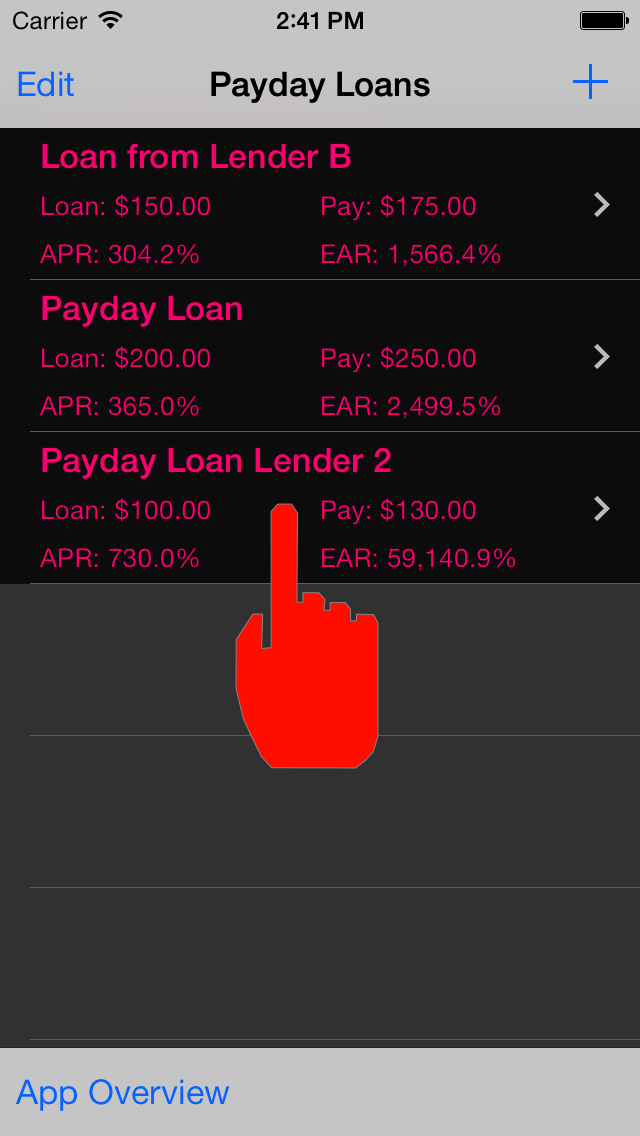 Carrier 2:41 PM
Edit Payday Loans
Loan from Lender B
Loan: $150.00 Pay: $175.00
APR: 304.2% EAR: 1,566.4%
Payday Loan
Loan: $200.00 Pay: $250.00
APR: 365.0% EAR: 2,499.5%
Payday Loan Lender 2
Loan: $100.00 Pay: $130.00
APR: 730.0% EAR: 59,140.9%
App Overview